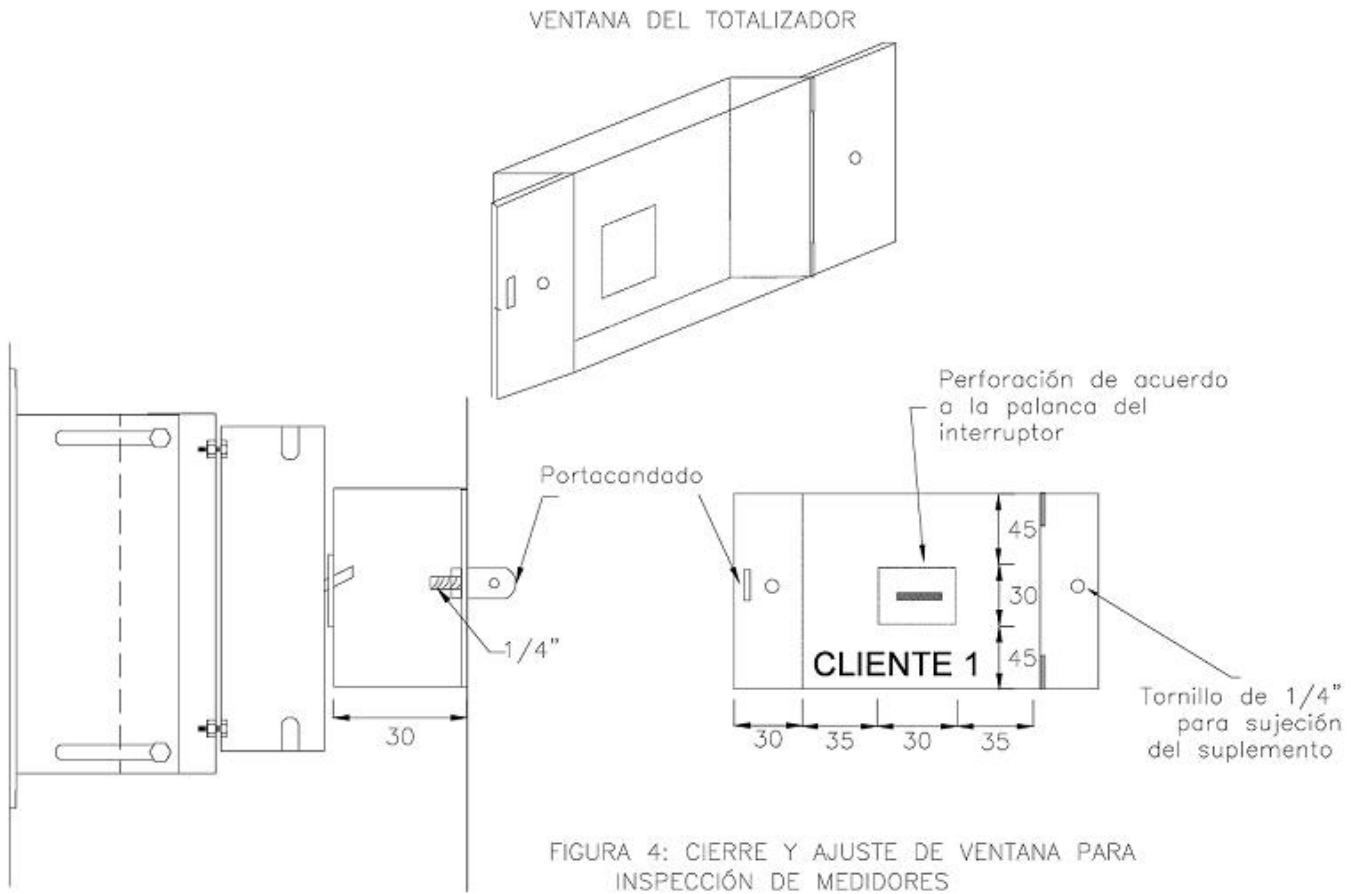 VENTANA DEL TOTALIZADOR
Perforación de acuerdo
a la palanca del
interruptor
Portacandado
1/4”
30
45
30
45
CLIENTE 1
30
35
30
35
Tornillo de 1/4”
para sujeción
del suplemento
FIGURA 4: CIERRE Y AJUSTE DE VENTANA PARA
INSPECCIÓN DE MEDIDORES